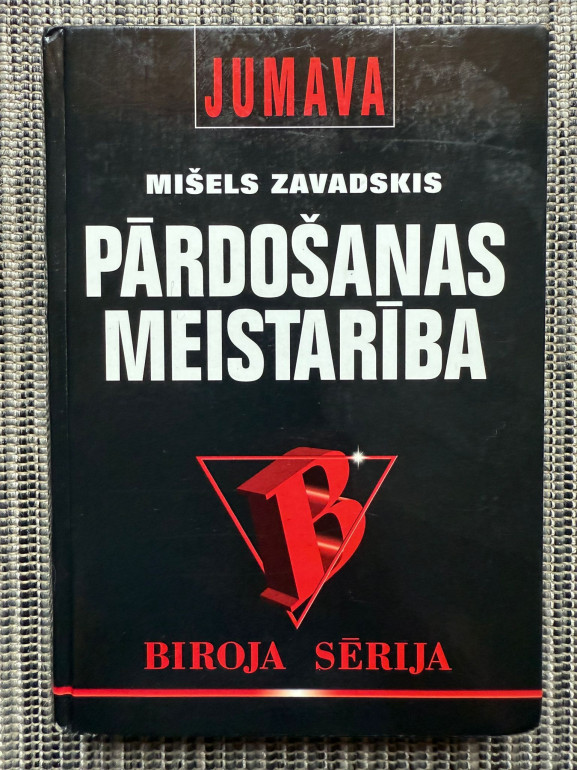 JUMAVA
MIŠELS ZAVADSKIS
PĀRDOŠANAS
MEISTARĪBA
B
BIROJA SĒRIJA